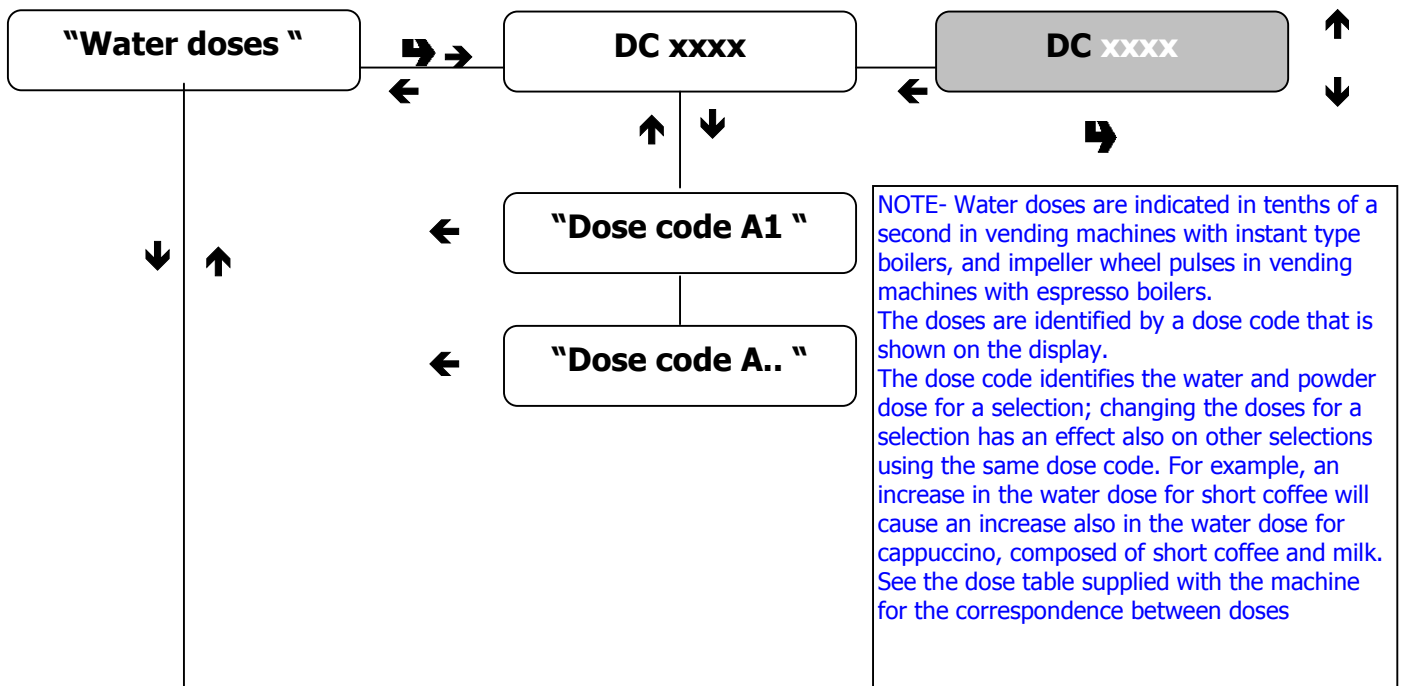 “Water doses “
DC xxxx
DC xxxx
“Dose code A1 “
“Dose code A.. “
NOTE- Water doses are indicated in tenths of a
second in vending machines with instant type
boilers, and impeller wheel pulses in vending
machines with espresso boilers.
The doses are identified by a dose code that is
shown on the display.
The dose code identifies the water and powder
dose for a selection; changing the doses for a
selection has an effect also on other selections
using the same dose code. For example, an
increase in the water dose for short coffee will
cause an increase also in the water dose for
cappuccino, composed of short coffee and milk.
See the dose table supplied with the machine
for the correspondence between doses